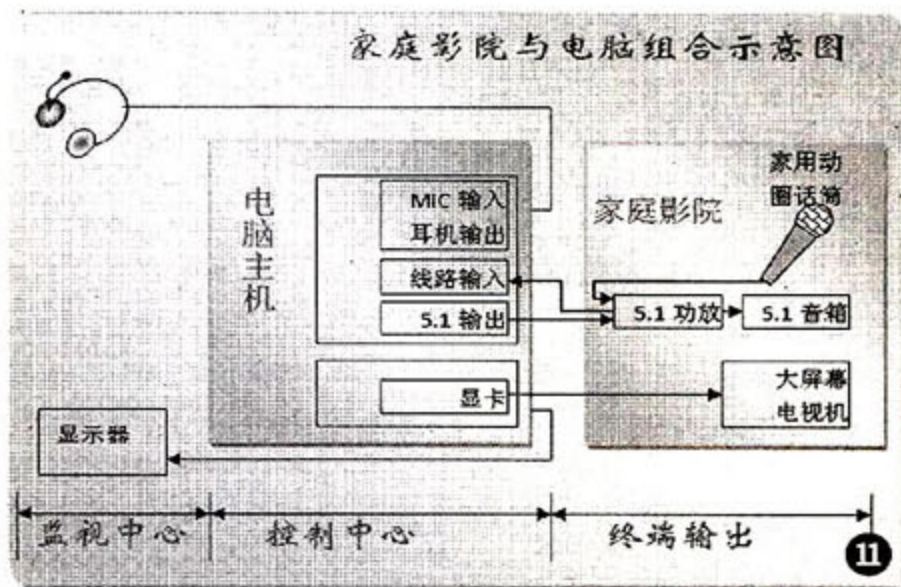 家庭影院与电脑组合示意图
电脑主机
MIC 输入
耳机输出
线路输入
5.1 输出
显卡
显示器
家庭影院
家用动
圈话筒
5.1 功放
5.1 音箱
大屏幕
电视机
监视中心
控制中心
终端输出
11